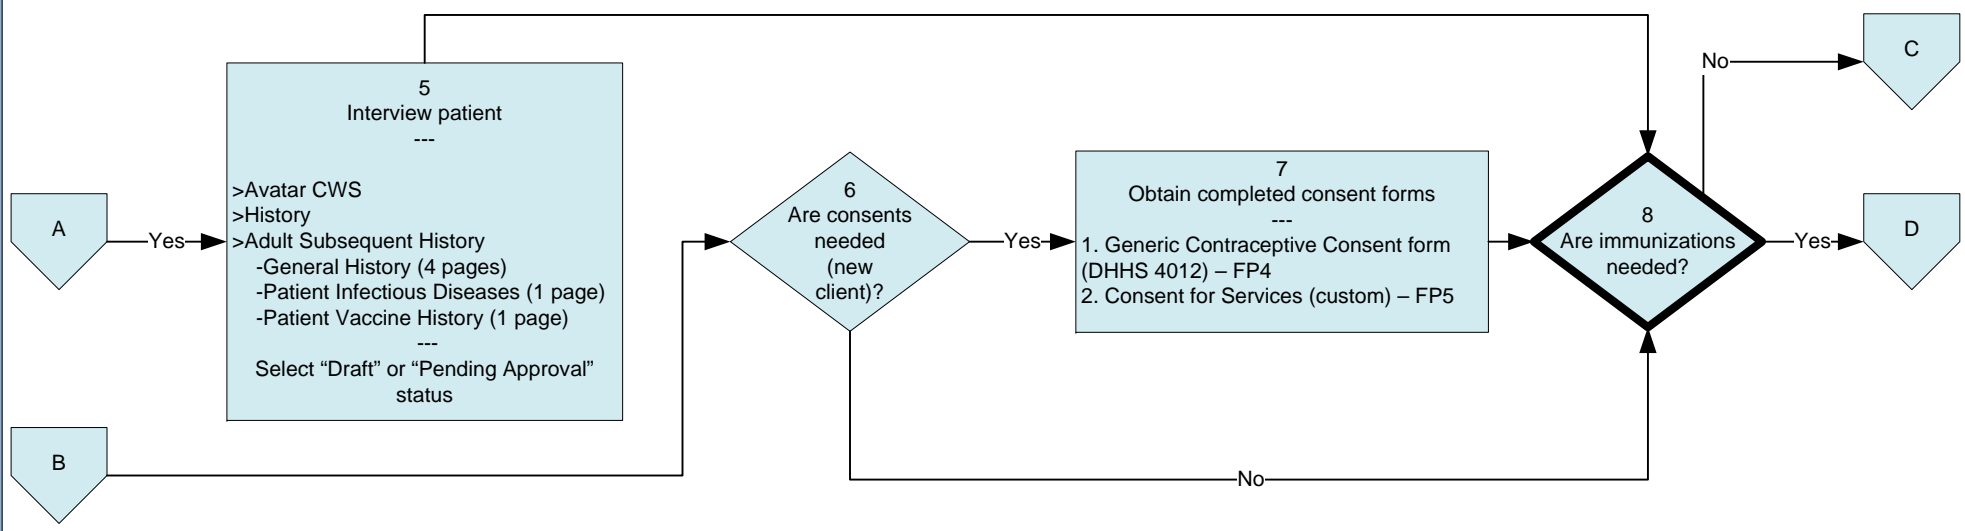 A
Yes
5
Interview patient
---
>Avatar CWS
>History
>Adult Subsequent History
-General History (4 pages)
-Patient Infectious Diseases (1 page)
-Patient Vaccine History (1 page)
---
Select “Draft” or “Pending Approval”
status
B
6
Are consents
needed
(new
client)?
Yes
7
Obtain completed consent forms
---
1. Generic Contraceptive Consent form
(DHHS 4012) – FP4
2. Consent for Services (custom) – FP5
No
8
Are immunizations
needed?
No
C
Yes
D